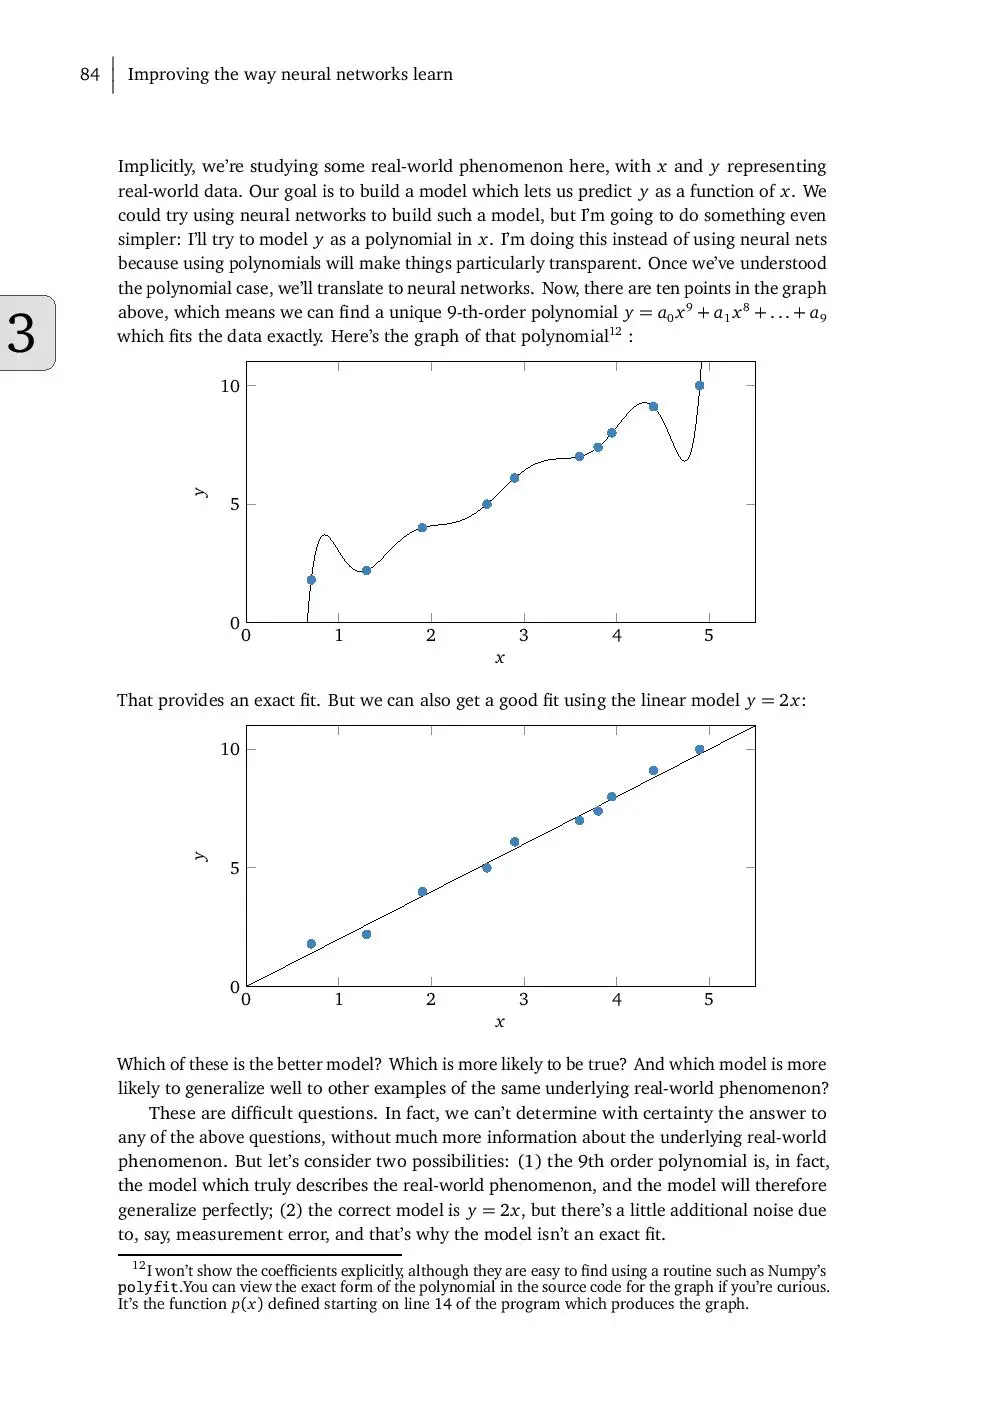 84
Improving the way neural networks learn
Implicitly, we're studying some real-world phenomenon here, with x and y representing
real-world data. Our goal is to build a model which lets us predict y as a function of x. We
could try using neural networks to build such a model, but I'm going to do something even
simpler: I'll try to model y as a polynomial in x. I'm doing this instead of using neural nets
because using polynomials will make things particularly transparent. Once we've understood
the polynomial case, we'll translate to neural networks. Now, there are ten points in the graph
above, which means we can find a unique 9-th-order polynomial y = a₀x⁹ + a₁x⁸ + ... + a₉
which fits the data exactly. Here's the graph of that polynomial¹² :
3
10
5
0
y
0 1 2 3 4 5
x
That provides an exact fit. But we can also get a good fit using the linear model y = 2x:
10
5
0
y
0 1 2 3 4 5
x
Which of these is the better model? Which is more likely to be true? And which model is more
likely to generalize well to other examples of the same underlying real-world phenomenon?
These are difficult questions. In fact, we can't determine with certainty the answer to
any of the above questions, without much more information about the underlying real-world
phenomenon. But let's consider two possibilities: (1) the 9th order polynomial is, in fact,
the model which truly describes the real-world phenomenon, and the model will therefore
generalize perfectly; (2) the correct model is y = 2x, but there's a little additional noise due
to, say, measurement error, and that's why the model isn't an exact fit.
¹²I won't show the coefficients explicitly, although they are easy to find using a routine such as Numpy's
polyfit.You can view the exact form of the polynomial in the source code for the graph if you're curious.
It's the function p(x) defined starting on line 14 of the program which produces the graph.